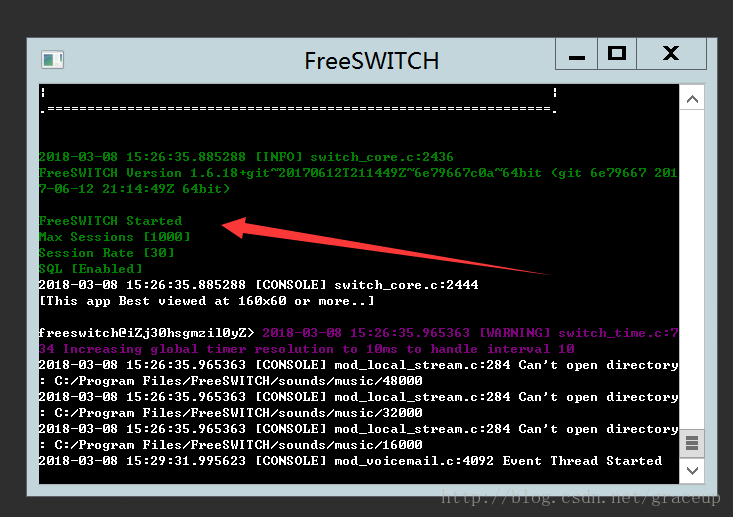 FreeSWITCH
.=============================================================.
2018-03-08 15:26:35.885288 [INFO] switch_core.c:2436
FreeSWITCH Version 1.6.18+git~20170612T211449Z~6e79667c0a~64bit (git 6e79667 201
7-06-12 21:14:49Z 64bit)
FreeSWITCH Started
Max Sessions [1000]
Session Rate [30]
SQL [Enabled]
2018-03-08 15:26:35.885288 [CONSOLE] switch_core.c:2444
[This app Best viewed at 160x60 or more..]
freeswitch@iZj30hsgmzil0yZ> 2018-03-08 15:26:35.965363 [WARNING] switch_time.c:7
34 Increasing global timer resolution to 10ms to handle interval 10
2018-03-08 15:26:35.965363 [CONSOLE] mod_local_stream.c:284 Can't open directory
: C:/Program Files/FreeSWITCH/sounds/music/48000
2018-03-08 15:26:35.965363 [CONSOLE] mod_local_stream.c:284 Can't open directory
: C:/Program Files/FreeSWITCH/sounds/music/32000
2018-03-08 15:26:35.965363 [CONSOLE] mod_local_stream.c:284 Can't open directory
: C:/Program Files/FreeSWITCH/sounds/music/16000
2018-03-08 15:29:31.995623 [CONSOLE] mod_voicemail.c:4092 Event Thread Started
http://blog.csdn.net/graceup